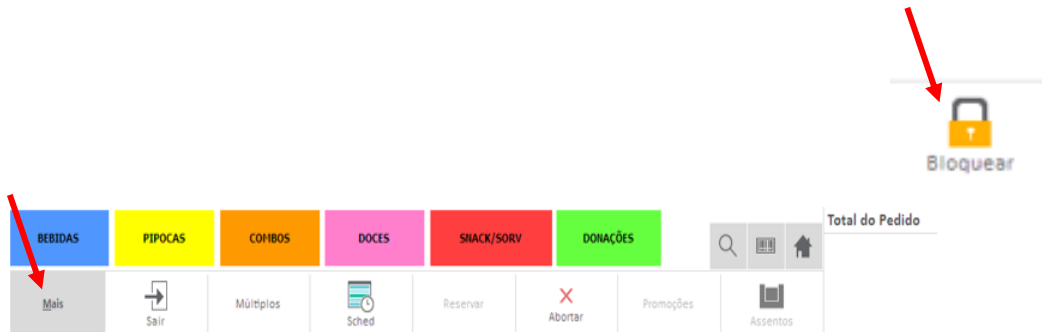 Bloquear
Total do Pedido
BEBIDAS PIPOCAS COMBOS DOCES SNACK/SORV DONAÇÕES
Mais Sair Múltiplos Sched Reservar Abortar Promoções Assentos